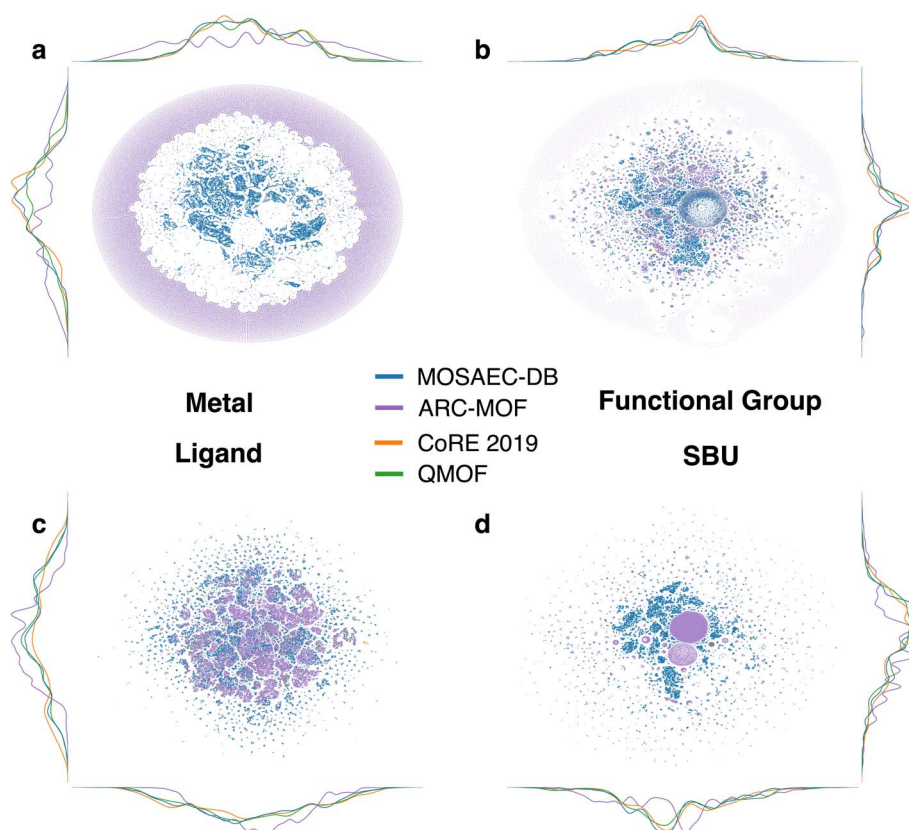 a
b
MOSAEC-DB
Metal
ARC-MOF
Functional Group
Ligand
CoRE 2019
SBU
QMOF
c
d